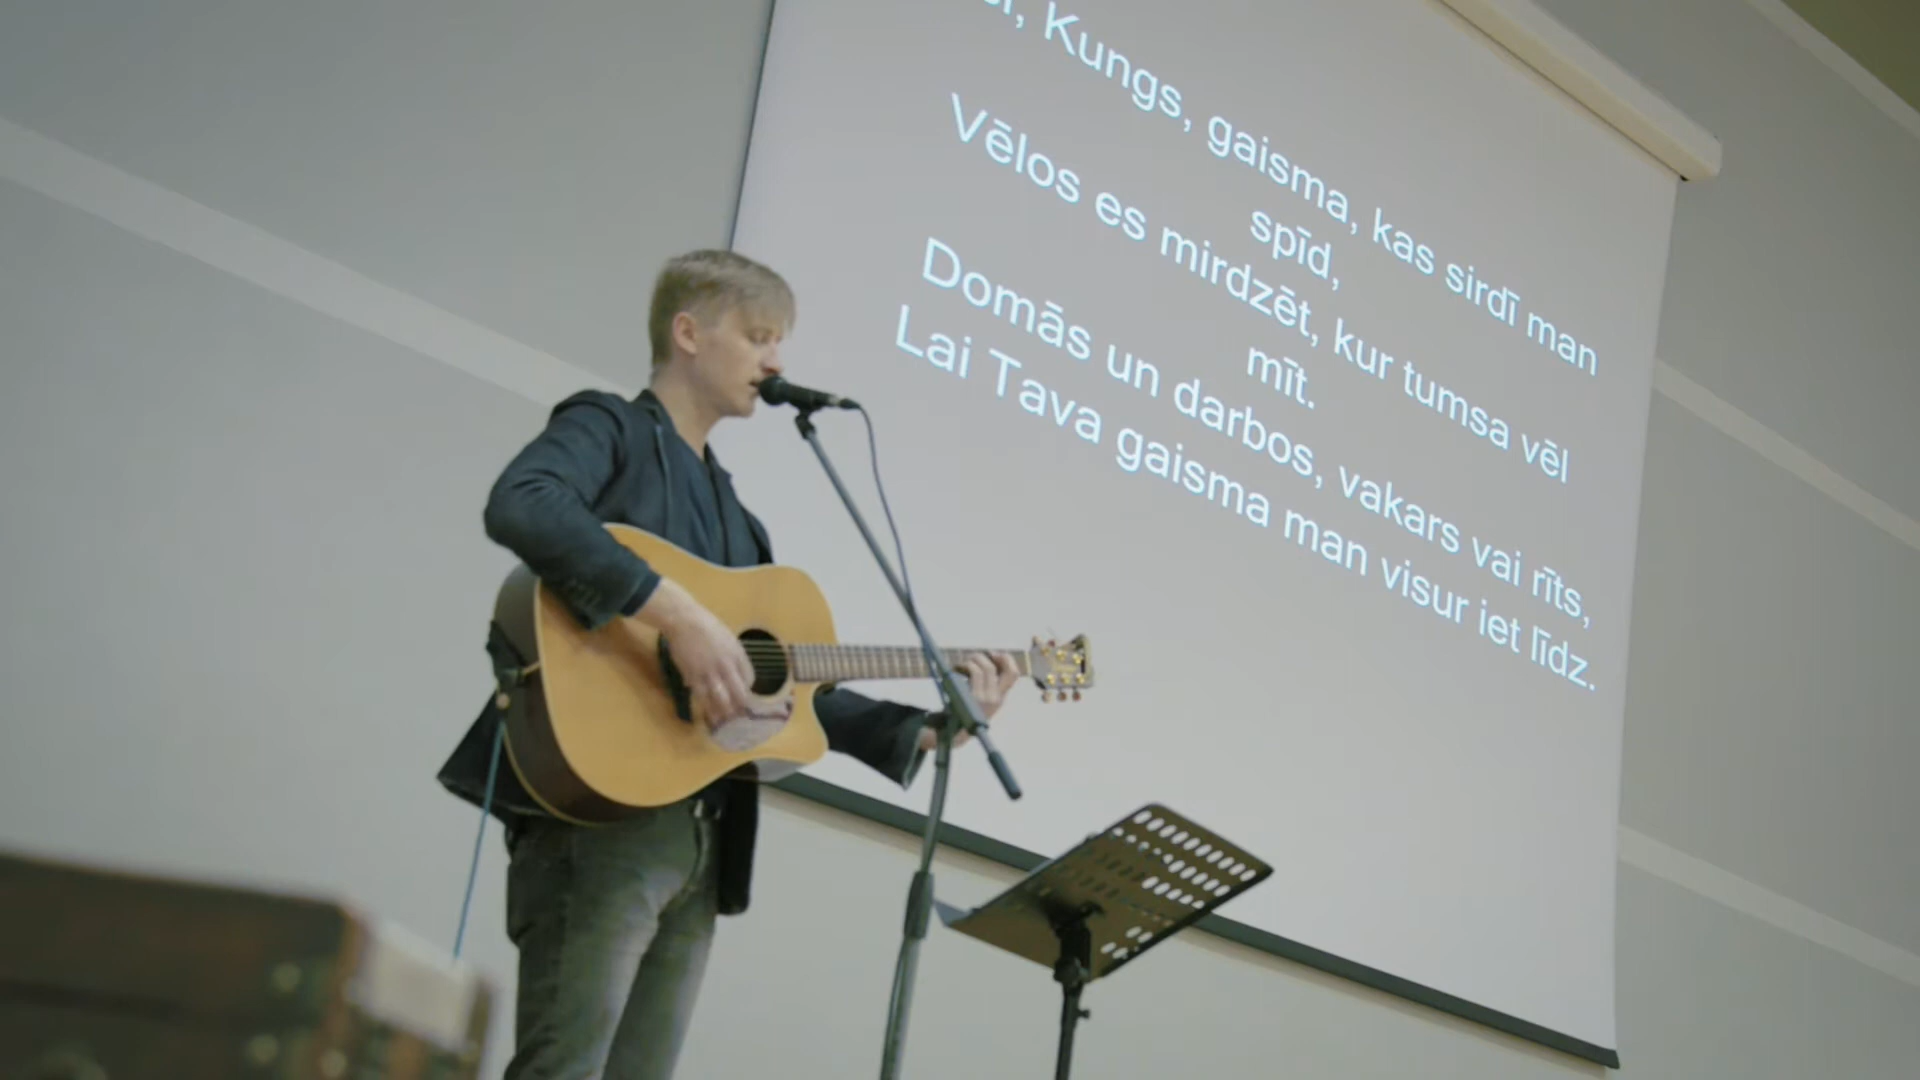 Kungs, gaisma, kas sirdī man
spīd,
Vēlos es mirdzēt, kur tumsa vēl
mīt.
Domās un darbos, vakars vai rīts,
Lai Tava gaisma man visur iet līdz.